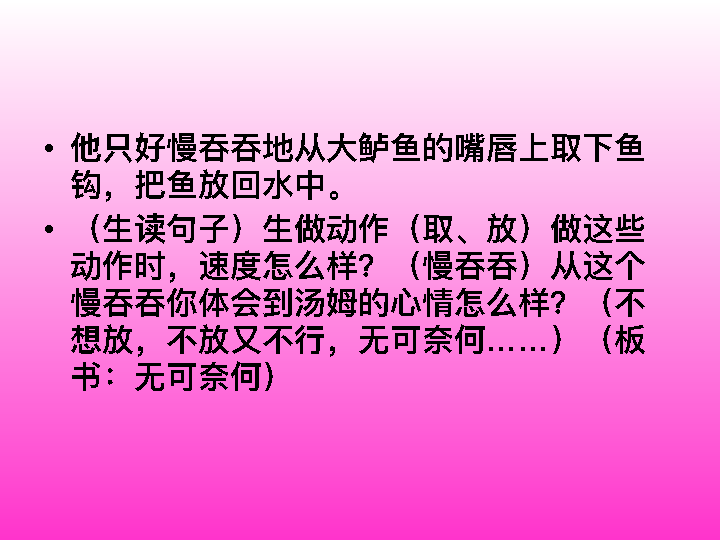 • 他只好慢吞吞地从大鲈鱼的嘴唇上取下鱼
钩，把鱼放回水中。
• （生读句子）生做动作（取、放）做这些
动作时，速度怎么样？（慢吞吞）从这个
慢吞吞你体会到汤姆的心情怎么样？（不
想放，不放又不行，无可奈何……）（板
书：无可奈何）